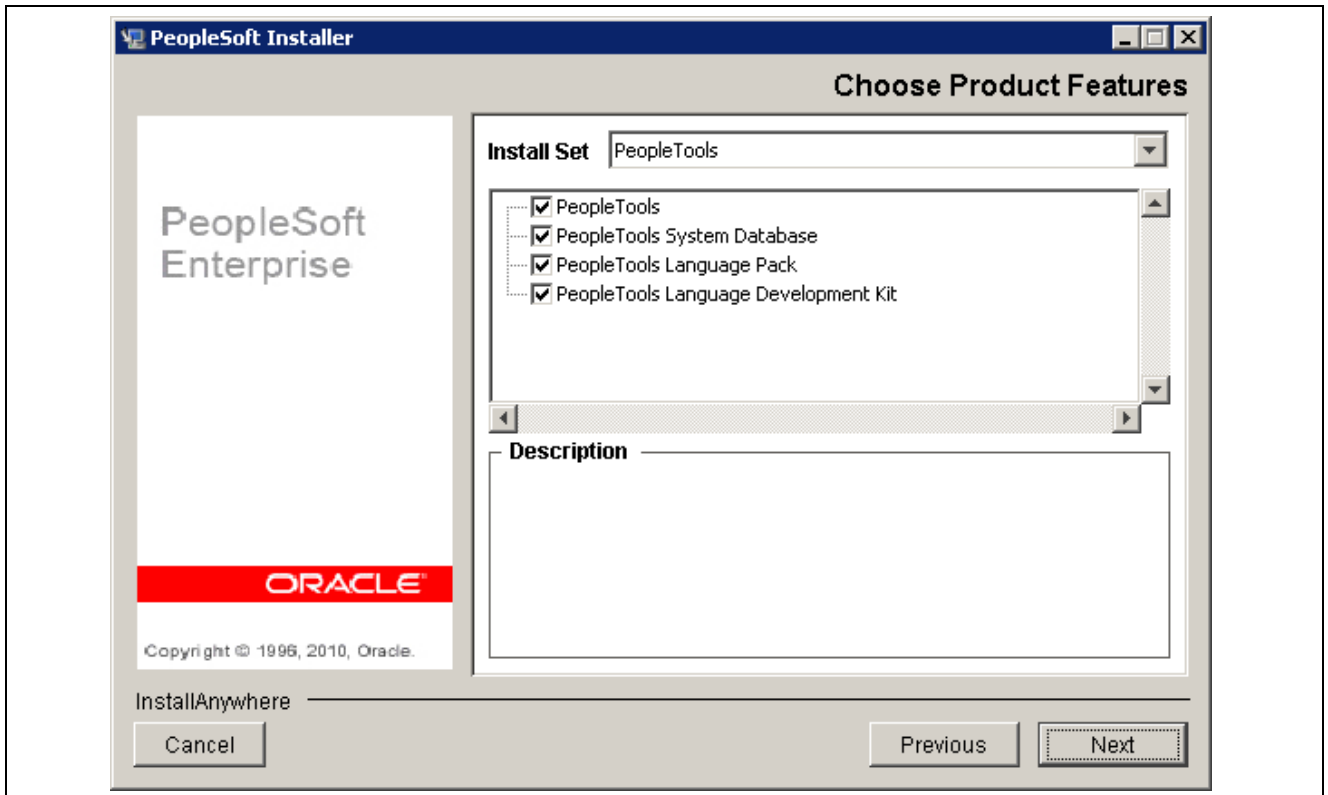 PeopleSoft Installer
Choose Product Features
PeopleSoft
Enterprise
ORACLE
Copyright © 1996, 2010, Oracle.
Install Set PeopleTools
PeopleTools
PeopleTools System Database
PeopleTools Language Pack
PeopleTools Language Development Kit
Description
InstallAnywhere
Cancel Previous Next